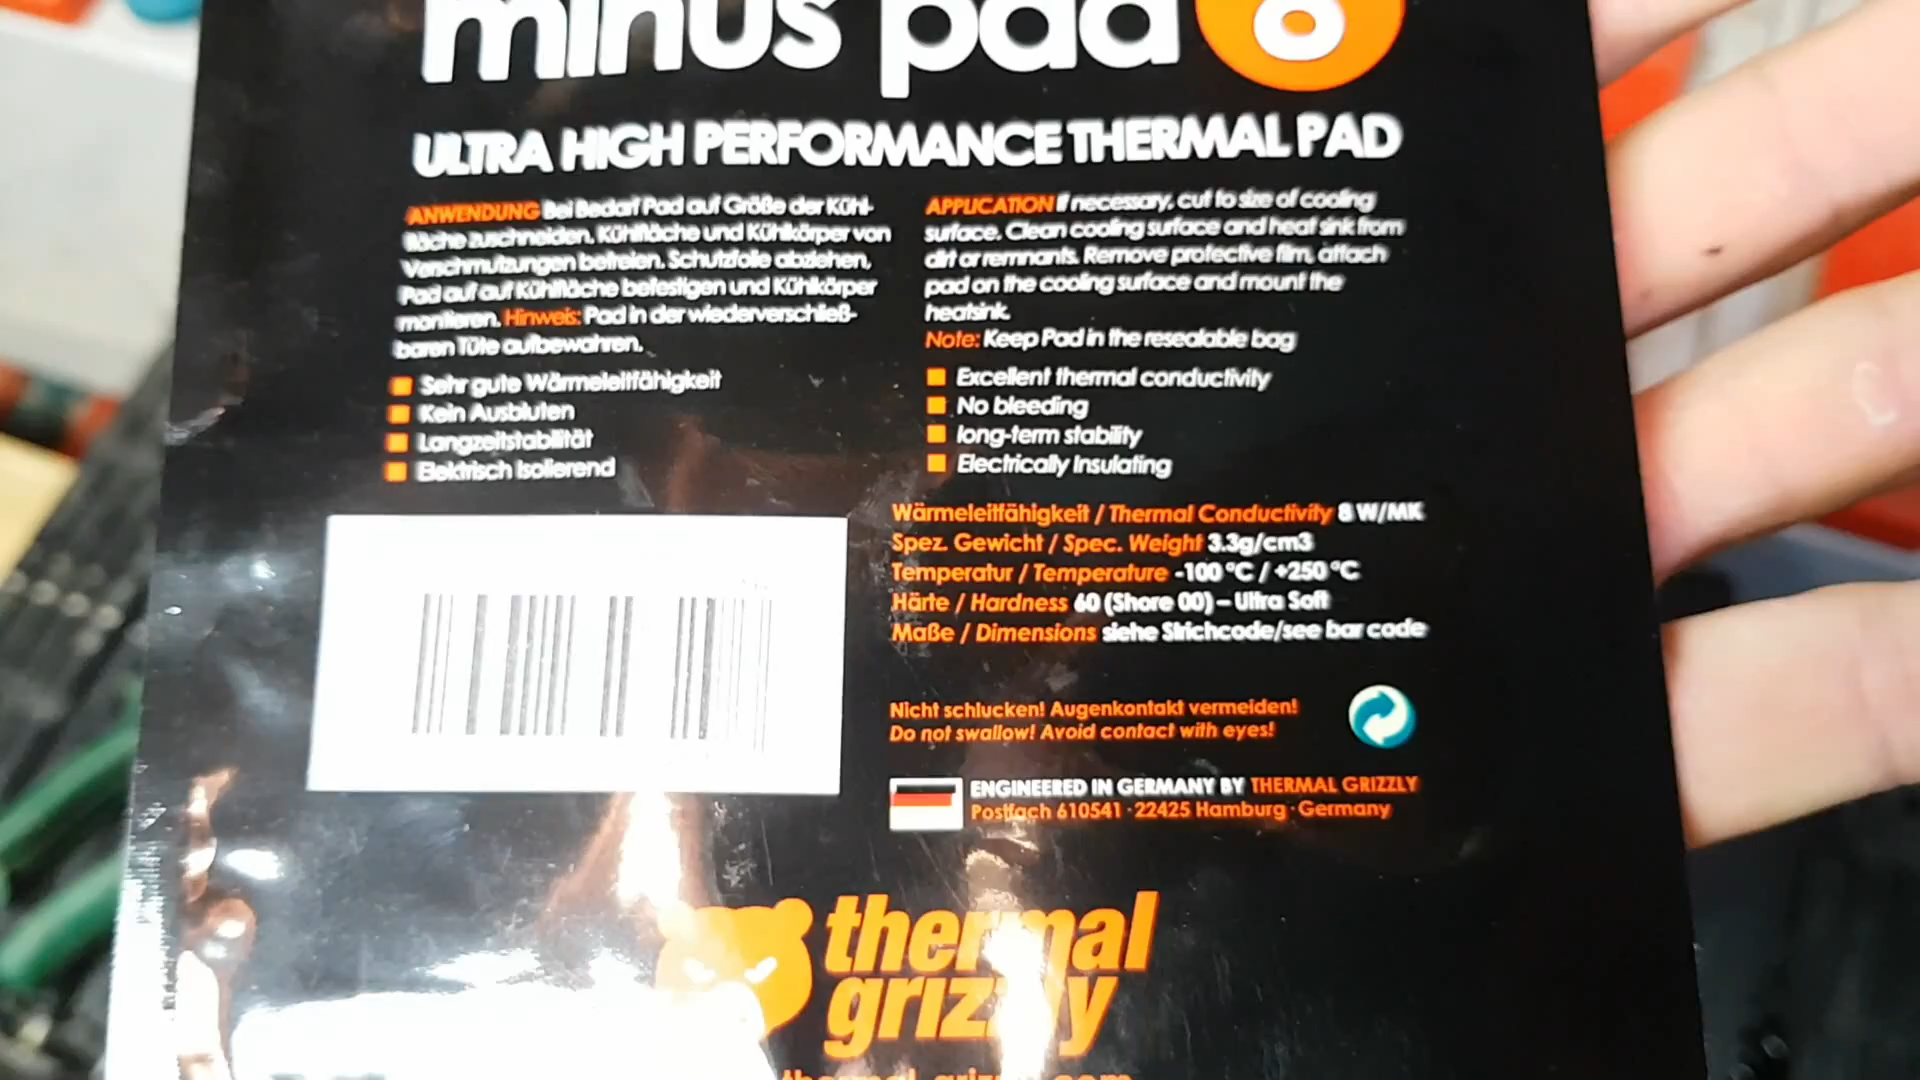 minus pad 8
ULTRA HIGH PERFORMANCE THERMAL PAD
ANWENDUNG Bei Bedarf Pad auf Größe der Kühl-
fläche zuschneiden. Kühlfläche und Kühlkörper von
Verschmutzungen befreien. Schutzfolie abziehen,
Pad auf auf Kühlfläche befestigen und Kühlkörper
montieren. Hinweis: Pad in der wiederverschließ-
baren Tüte aufbewahren.
Sehr gute Wärmeleitfähigkeit
Kein Ausbluten
Langzeitstabilität
Elektrisch Isolierend
APPLICATION If necessary, cut to size of cooling
surface. Clean cooling surface and heat sink from
dirt or remnants. Remove protective film, attach
pad on the cooling surface and mount the
heatsink.
Note: Keep Pad in the resealable bag
Excellent thermal conductivity
No bleeding
long-term stability
Electrically Insulating
Wärmeleitfähigkeit / Thermal Conductivity 8 W/MK
Spez. Gewicht / Spec. Weight 3.3g/cm3
Temperatur / Temperature -100 °C / +250 °C
Härte / Hardness 60 (Shore 00) – Ultra Soft
Maße / Dimensions siehe Strichcode/see bar code
Nicht schlucken! Augenkontakt vermeiden!
Do not swallow! Avoid contact with eyes!
ENGINEERED IN GERMANY BY THERMAL GRIZZLY
Postfach 610541 · 22425 Hamburg · Germany
thermal
grizzly